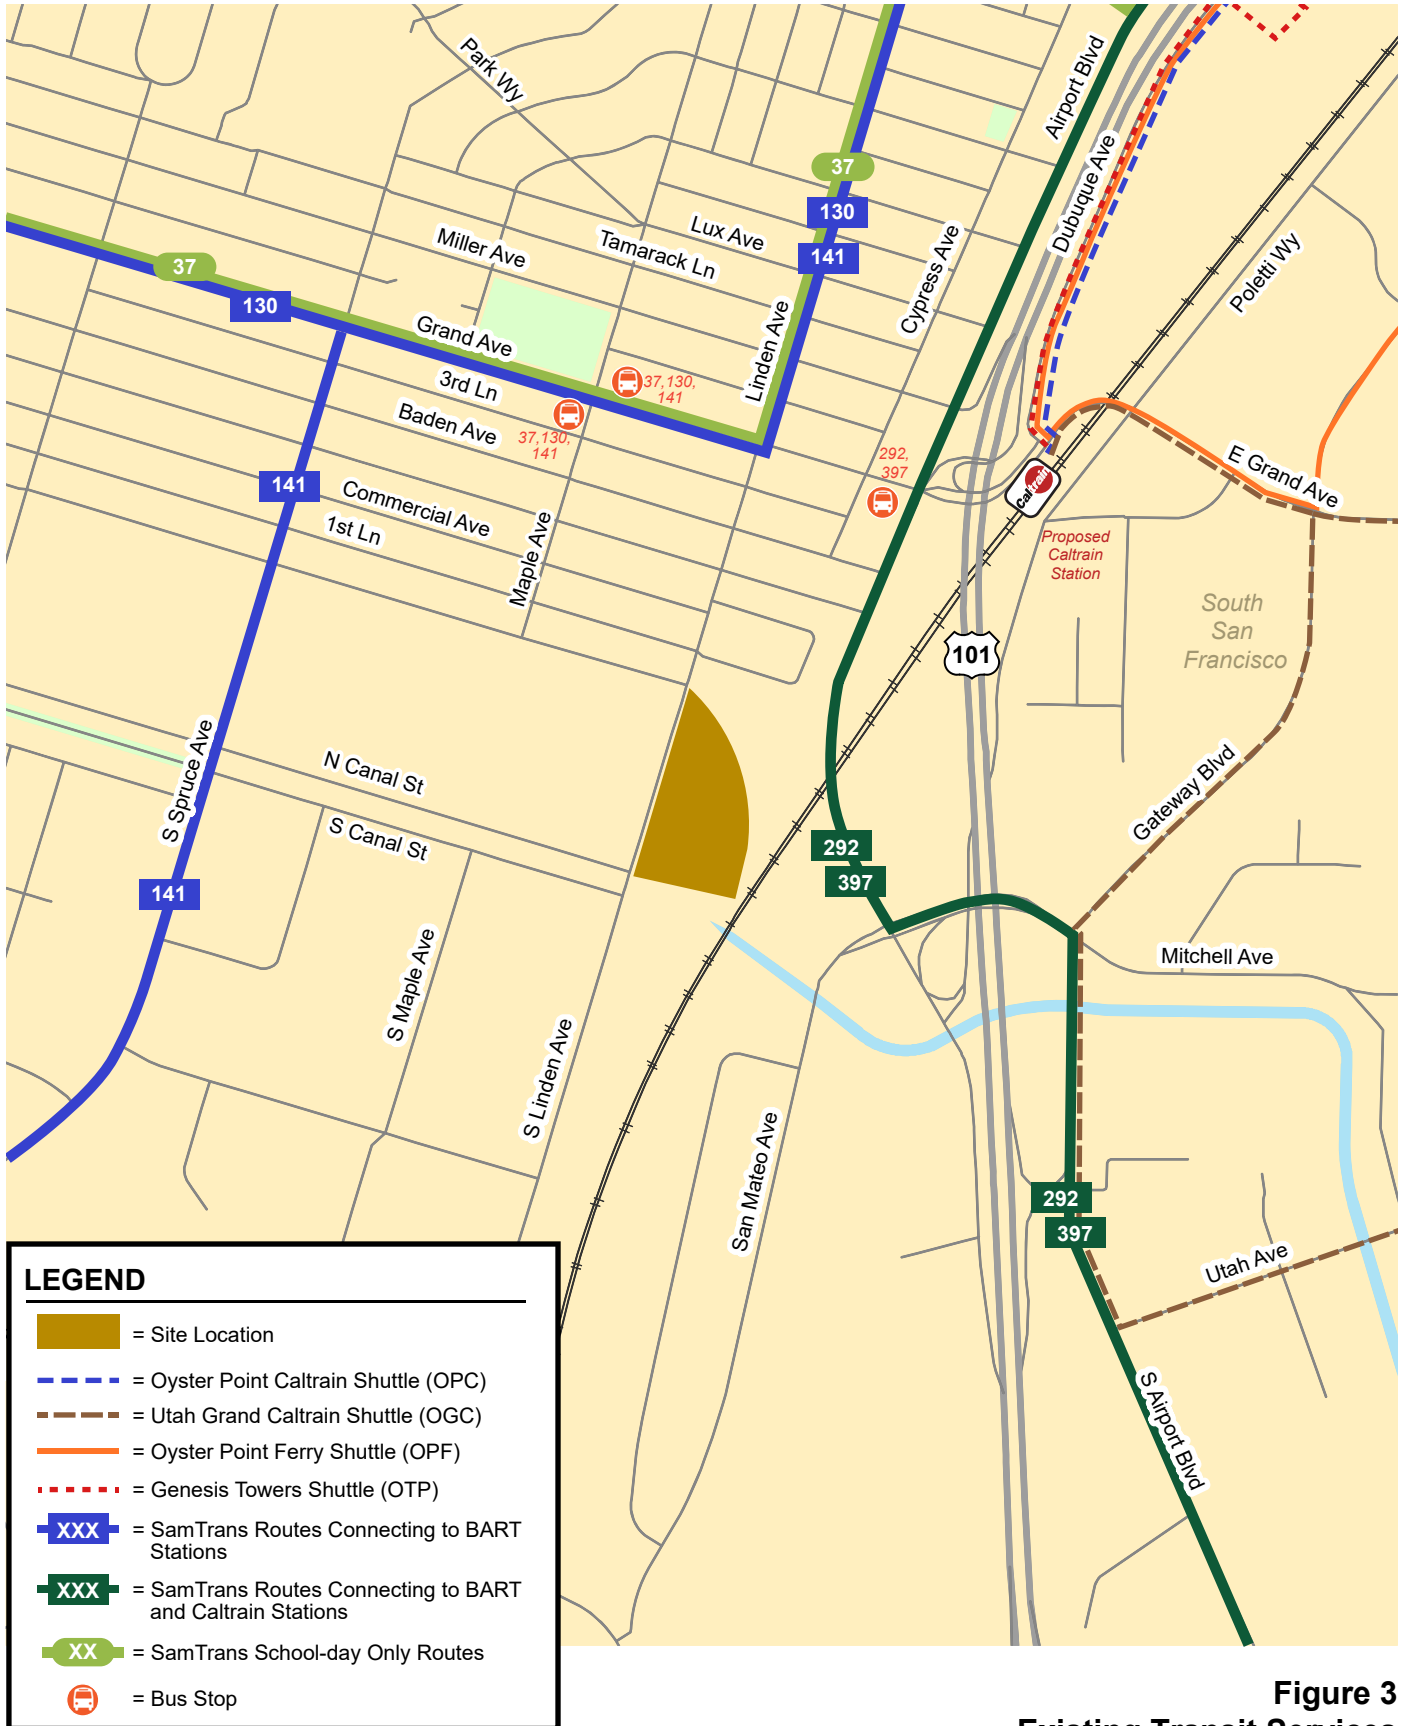 Park Wy
Airport Blvd
Dubuque Ave
37
130
141
Lux Ave
Tamarack Ln
Miller Ave
Cypress Ave
Poletti Wy
37
130
Grand Ave
3rd Ln
Baden Ave
Linden Ave
37,130,
141
37,130,
141
292,
397
E Grand Ave
Caltrain
Proposed
Caltrain
Station
141
Commercial Ave
1st Ln
Maple Ave
South
San
Francisco
101
S Spruce Ave
N Canal St
S Canal St
Gateway Blvd
292
397
141
S Maple Ave
Mitchell Ave
S Linden Ave
San Mateo Ave
292
397
Utah Ave
S Airport Blvd
LEGEND
= Site Location
= Oyster Point Caltrain Shuttle (OPC)
= Utah Grand Caltrain Shuttle (OGC)
= Oyster Point Ferry Shuttle (OPF)
= Genesis Towers Shuttle (OTP)
XXX = SamTrans Routes Connecting to BART
Stations
XXX = SamTrans Routes Connecting to BART
and Caltrain Stations
XX = SamTrans School-day Only Routes
= Bus Stop
Figure 3
Existing Transit Services